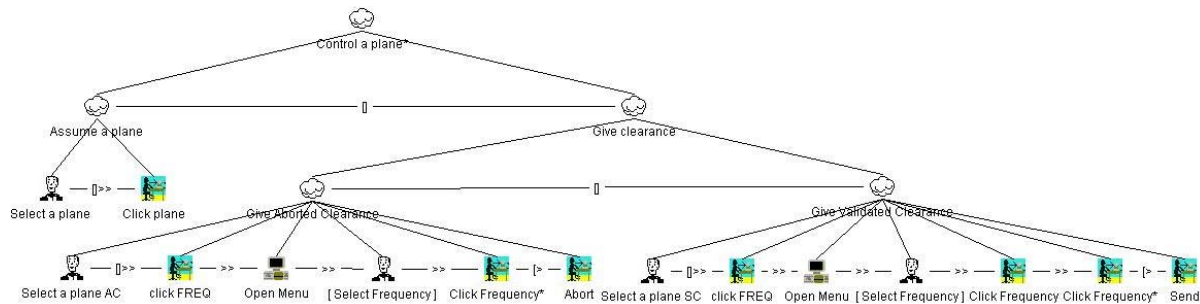 Control a plane*
[]
Assume a plane
Give clearance
[]>>
[]
Select a plane
Click plane
Give Aborted Clearance
Give Validated Clearance
[]>> >> >> >> [> []>> >> >> >> >> [>
Select a plane AC click FREQ Open Menu [ Select Frequency ] Click Frequency* Abort Select a plane SC click FREQ Open Menu [ Select Frequency ] Click Frequency Click Frequency*